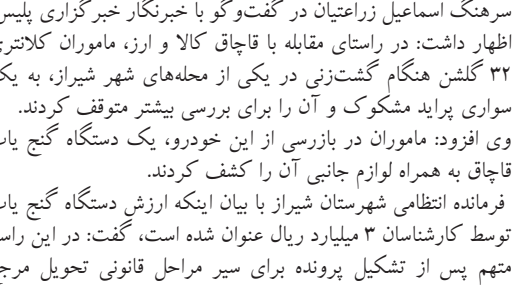 سرهنگ اسماعیل زراعتیان در گفت‌وگو با خبرنگار خبرگزاری پلیس
اظهار داشت: در راستای مقابله با قاچاق کالا و ارز، ماموران کلانتری
۳۲ گلشن هنگام گشت‌زنی در یکی از محله‌های شهر شیراز، به یک
سواری پراید مشکوک و آن را برای بررسی بیشتر متوقف کردند.
وی افزود: ماموران در بازرسی از این خودرو، یک دستگاه گنج یاب
قاچاق به همراه لوازم جانبی آن را کشف کردند.
فرمانده انتظامی شهرستان شیراز با بیان اینکه ارزش دستگاه گنج یاب
توسط کارشناسان ۳ میلیارد ریال عنوان شده است، گفت: در این
متهم پس از تشکیل پرونده برای سیر مراحل قانونی تحویل